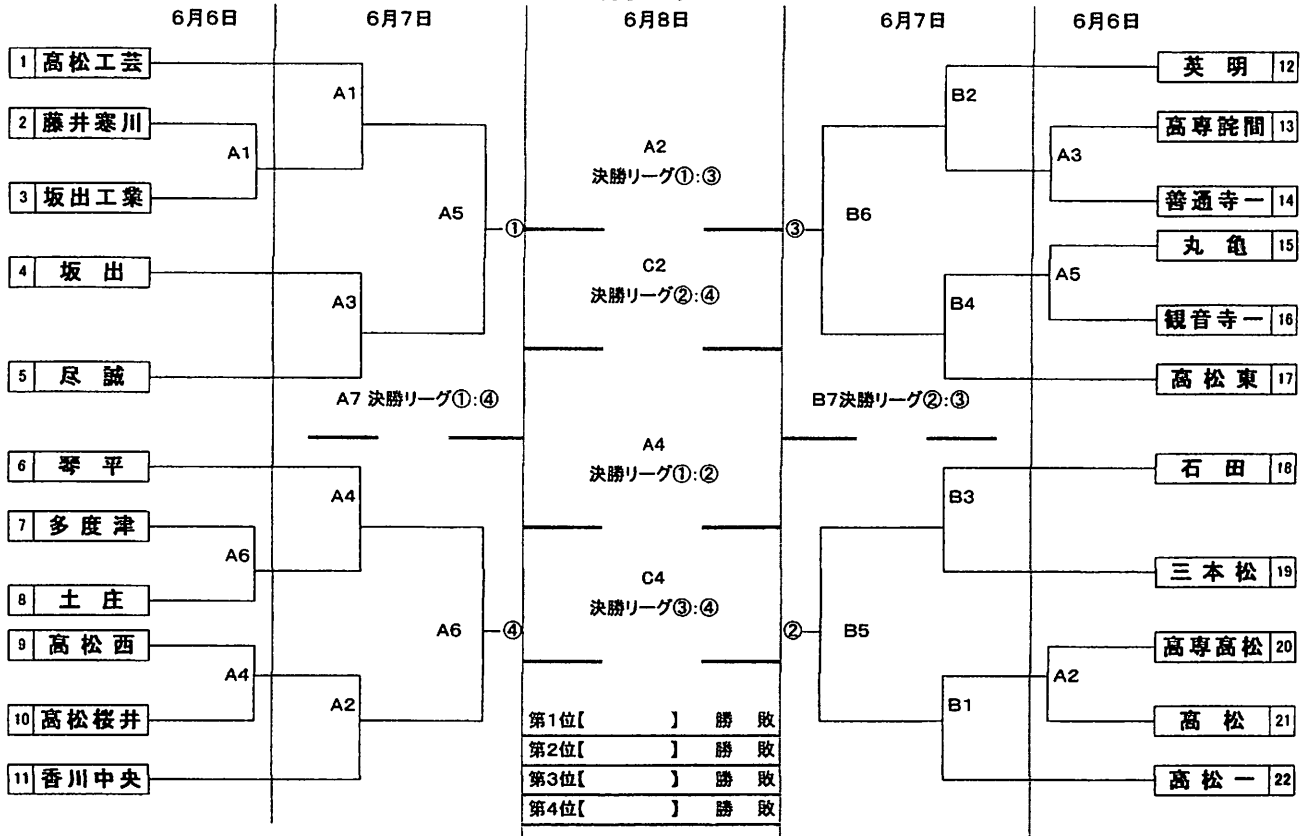 6月6日 6月7日 6月8日 6月7日 6月6日
1 高松工芸
2 藤井寒川
3 坂出工業
4 坂出
5 尽誠
6 琴平
7 多度津
8 土庄
9 高松西
10 高松桜井
11 香川中央
A1
A1
A5
A3
①
A7 決勝リーグ①:④
A4
A6
A6
④
A4
A2
A2
決勝リーグ①:③
C2
決勝リーグ②:④
A4
決勝リーグ①:②
C4
決勝リーグ③:④
第1位【 】 勝 敗
第2位【 】 勝 敗
第3位【 】 勝 敗
第4位【 】 勝 敗
B2
A3
③
B6
A5
B4
B7決勝リーグ②:③
B3
②
B5
A2
B1
英明 12
高専詫間 13
善通寺一 14
丸亀 15
観音寺一 16
高松東 17
石田 18
三本松 19
高専高松 20
高松 21
高松一 22